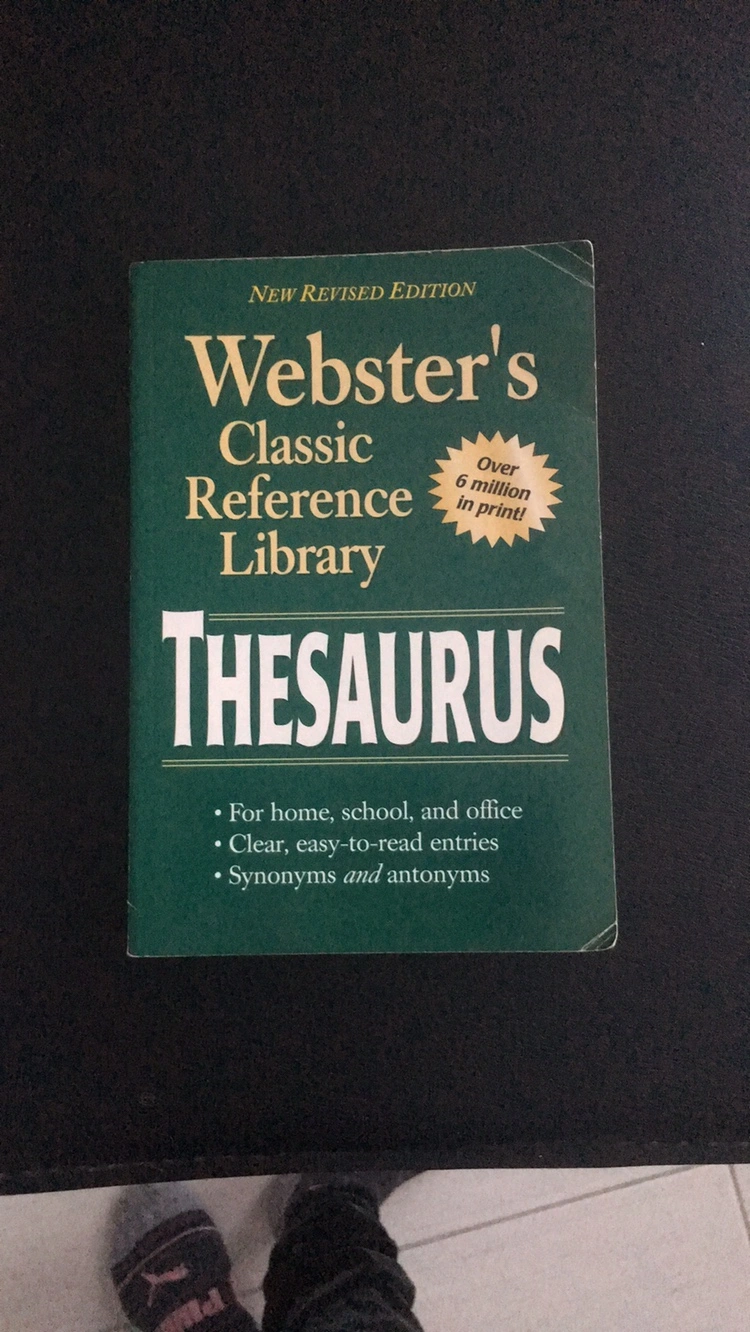 NEW REVISED EDITION
Webster's
Classic
Reference
Library
Over
6 million
in print!
THESAURUS
• For home, school, and office
• Clear, easy-to-read entries
• Synonyms and antonyms